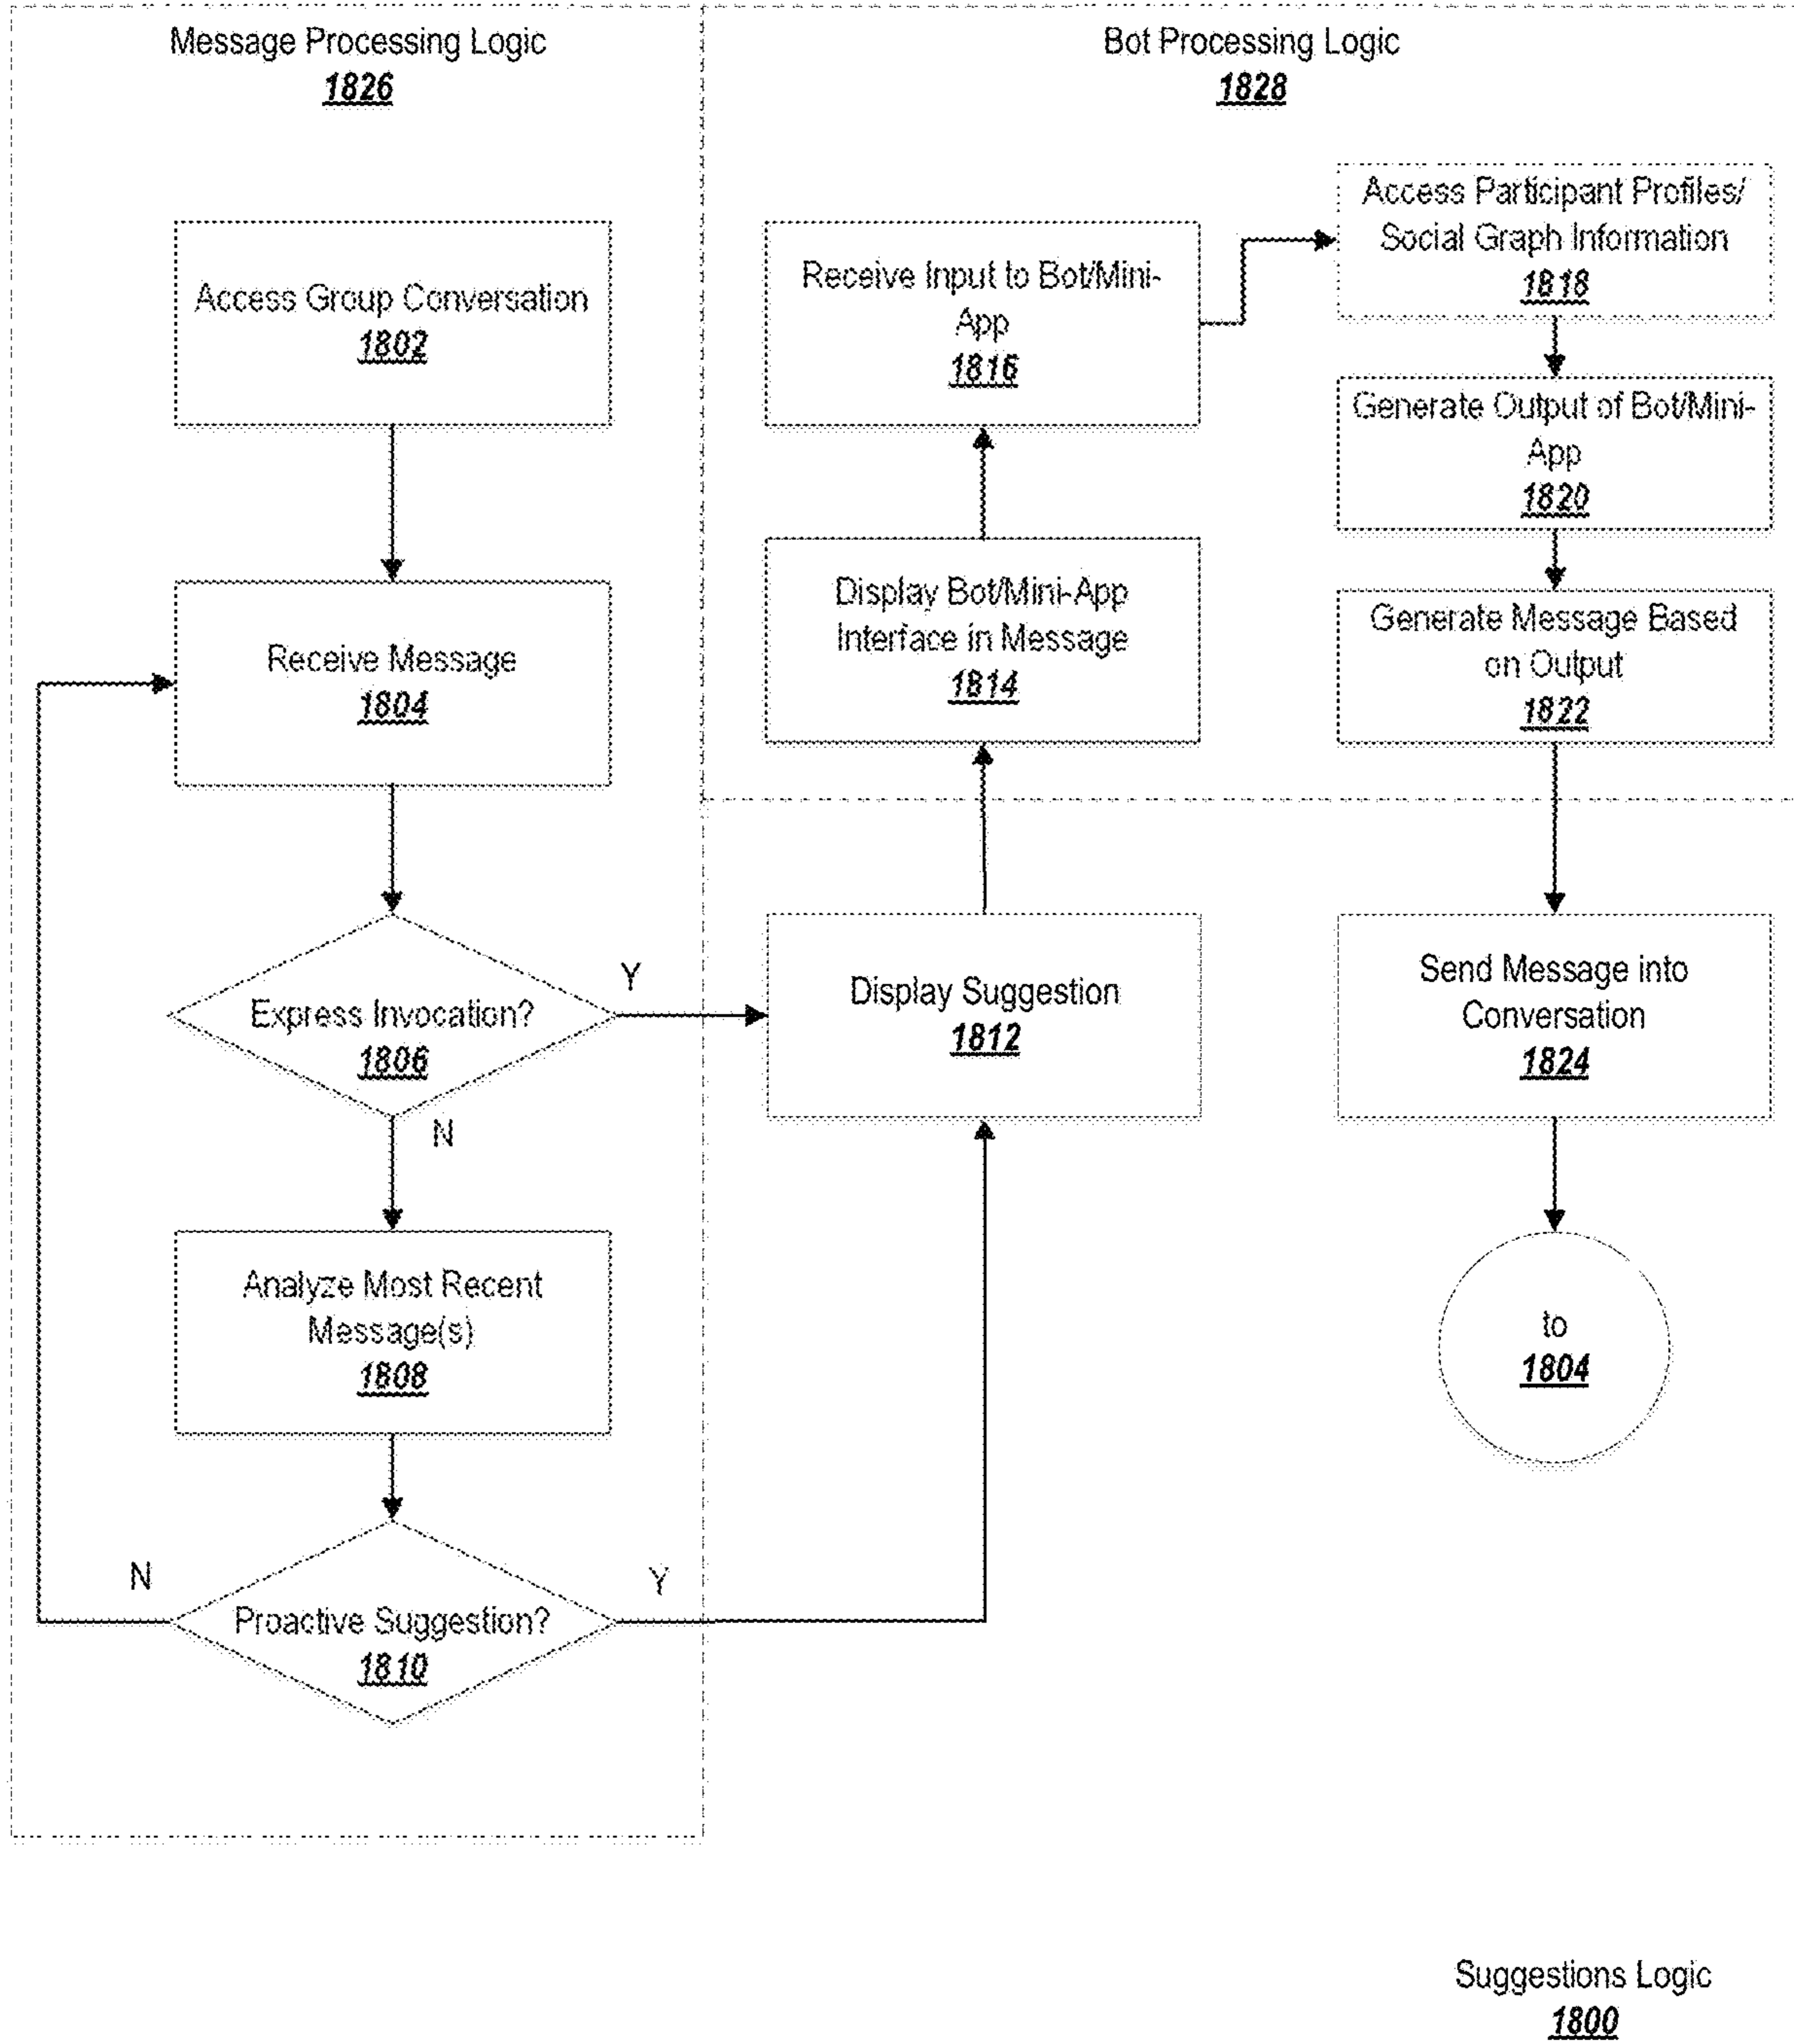 Message Processing Logic
1826
Access Group Conversation
1802
Receive Message
1804
Express Invocation?
1806
Y
N
Analyze Most Recent
Message(s)
1808
Proactive Suggestion?
1810
N
Y
Bot Processing Logic
1828
Receive Input to Bot/Mini-
App
1816
Display Bot/Mini-App
Interface in Message
1814
Display Suggestion
1812
Access Participant Profiles/
Social Graph Information
1818
Generate Output of Bot/Mini-
App
1820
Generate Message Based
on Output
1822
Send Message into
Conversation
1824
to
1804
Suggestions Logic
1800